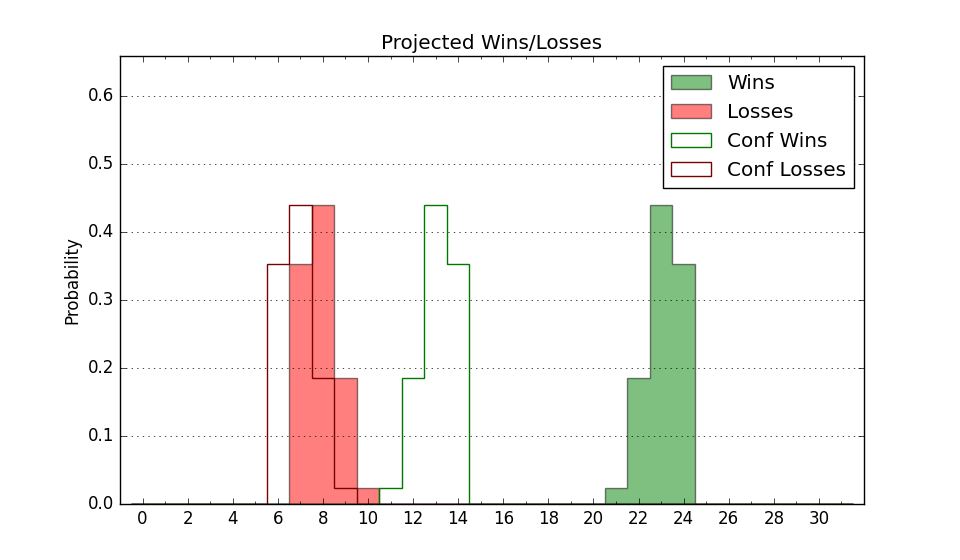 Projected Wins/Losses
Wins
Losses
Conf Wins
Conf Losses
Probability
0.6
0.5
0.4
0.3
0.2
0.1
0.0
0 2 4 6 8 10 12 14 16 18 20 22 24 26 28 30